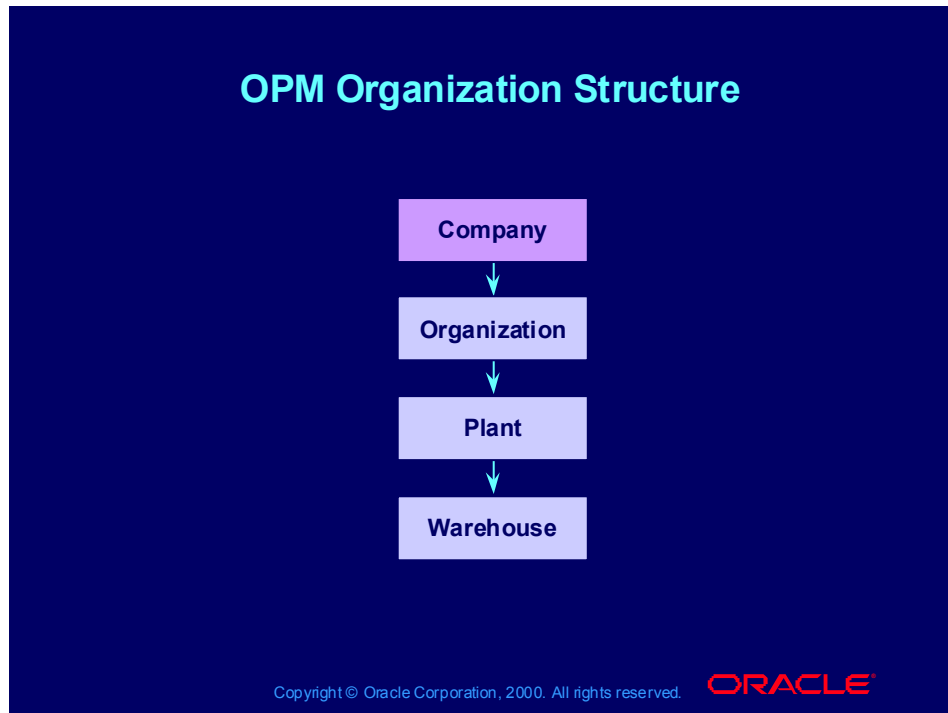 OPM Organization Structure
Company
Organization
Plant
Warehouse
Copyright © Oracle Corporation, 2000. All rights reserved.
ORACLE®